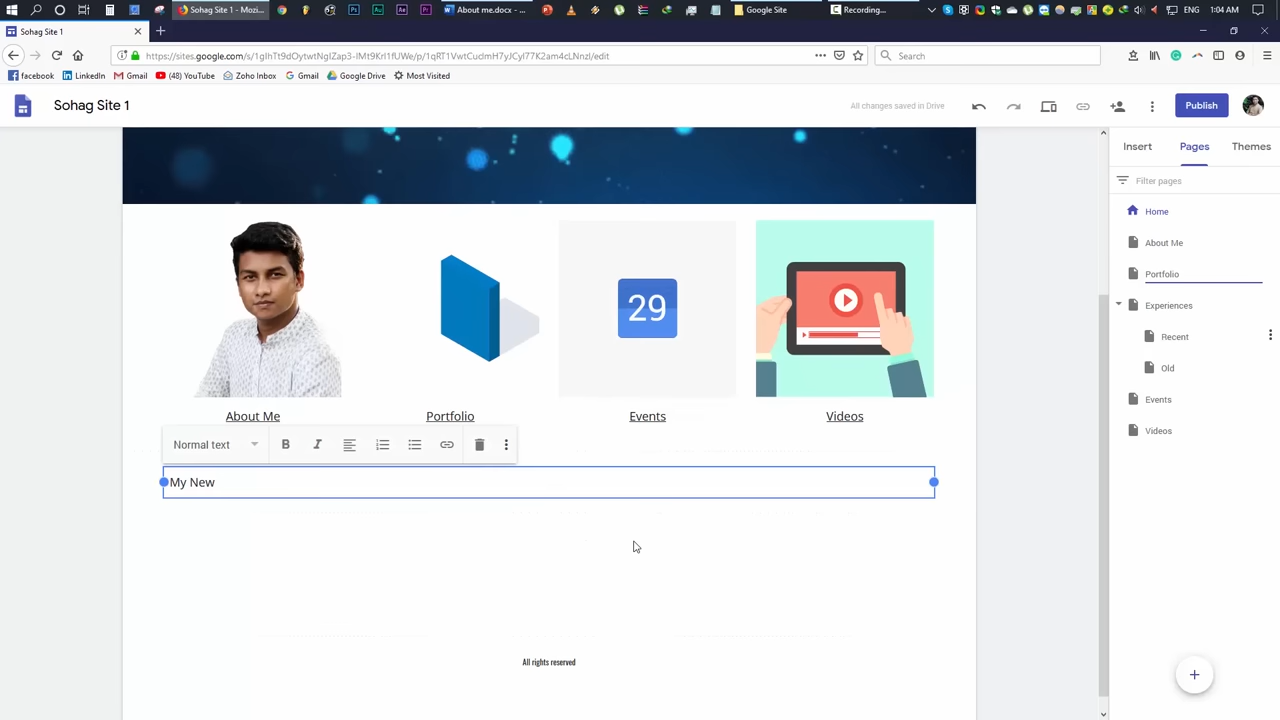 Sohag Site 1 - Mozi...
About me.docx - ...
Google Site
Recording...
ENG
1:04 AM
Sohag Site 1
https://sites.google.com/s/1glhTt9dOytwtNgIZap3-IMt9KrI1fUWe/p/1qRT1VwtCudmH7yJCyI77K2am4cLNnzI/edit
Search
facebook
LinkedIn
Gmail
(48) YouTube
Zoho Inbox
Gmail
Google Drive
Most Visited
Sohag Site 1
All changes saved in Drive
Publish
Insert
Pages
Themes
Filter pages
Home
About Me
Portfolio
Experiences
Recent
Old
Events
Videos
29
About Me
Portfolio
Events
Videos
Normal text
B
I
My New
All rights reserved